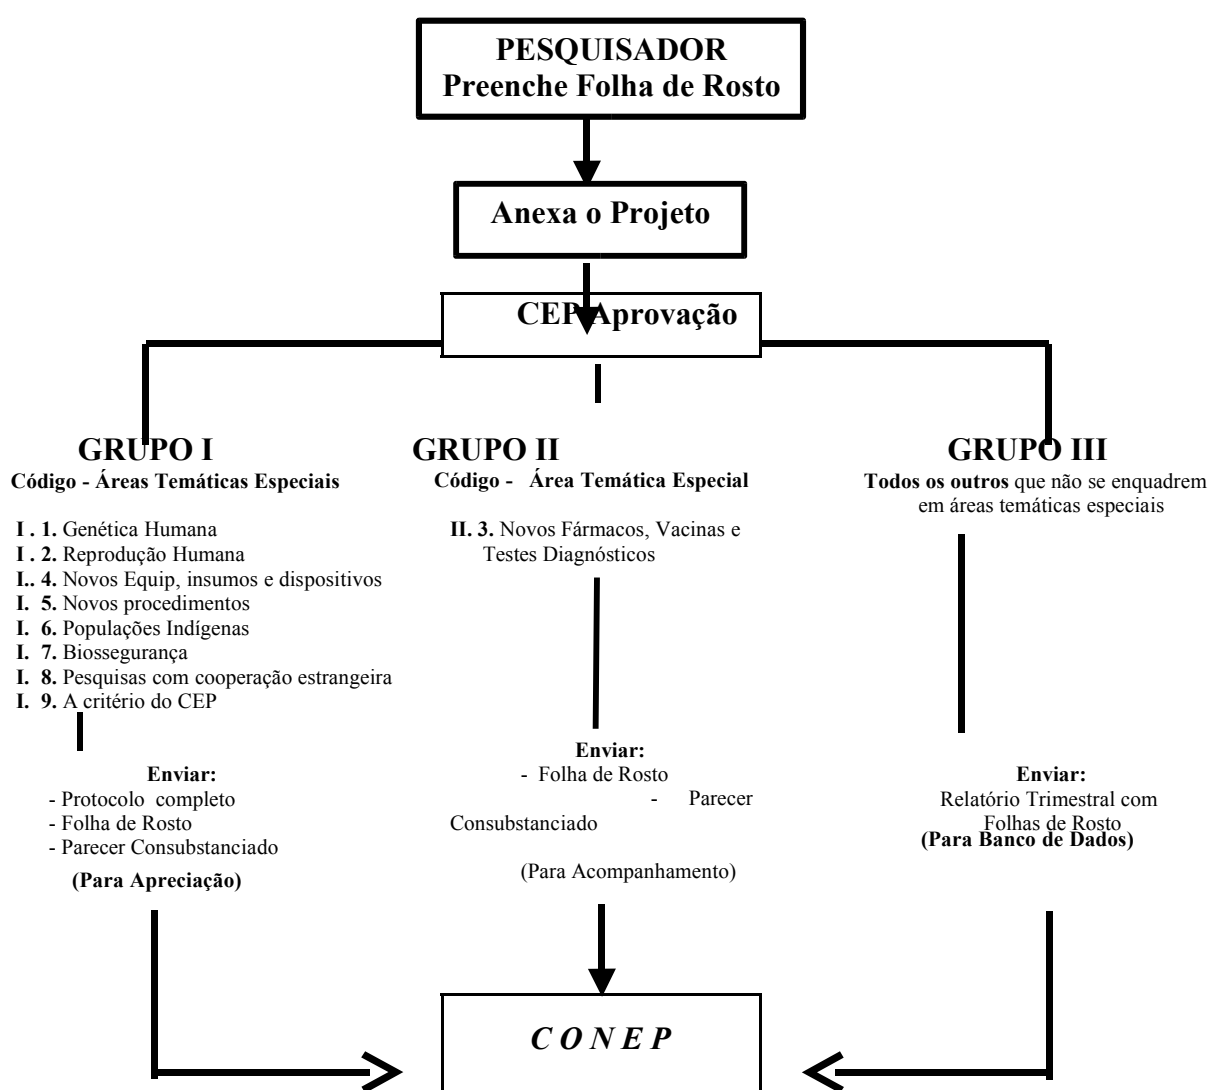 PESQUISADOR
Preenche Folha de Rosto
Anexa o Projeto
CEP Aprovação
GRUPO I
Código - Áreas Temáticas Especiais
I . 1. Genética Humana
I . 2. Reprodução Humana
I.. 4. Novos Equip, insumos e dispositivos
I. 5. Novos procedimentos
I. 6. Populações Indígenas
I. 7. Biossegurança
I. 8. Pesquisas com cooperação estrangeira
I. 9. A critério do CEP
Enviar:
- Protocolo completo
- Folha de Rosto
- Parecer Consubstanciado
(Para Apreciação)
GRUPO II
Código - Área Temática Especial
II. 3. Novos Fármacos, Vacinas e
Testes Diagnósticos
Enviar:
- Folha de Rosto
- Parecer
Consubstanciado
(Para Acompanhamento)
GRUPO III
Todos os outros que não se enquadrem
em áreas temáticas especiais
Enviar:
Relatório Trimestral com
Folhas de Rosto
(Para Banco de Dados)
C O N E P